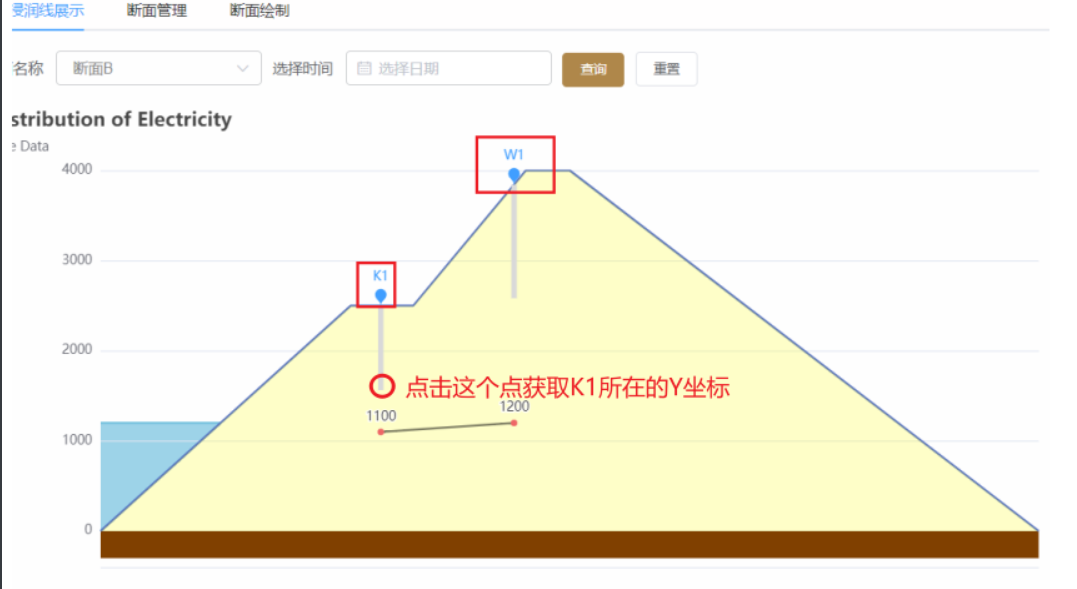 浸润线展示 断面管理 断面绘制
名称 断面B 选择时间 选择日期 查询 重置
stribution of Electricity
e Data
4000
W1
3000
K1
2000
点击这个点获取K1所在的Y坐标
1200
1100
1000
0